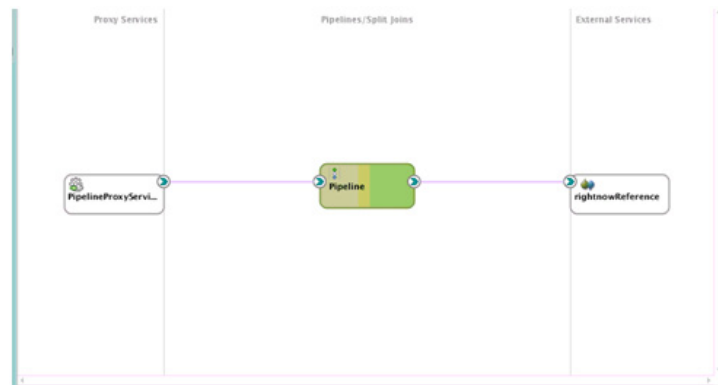 Proxy Services
Pipelines/Split Joins
External Services
PipelineProxyServi...
Pipeline
rightnowReference